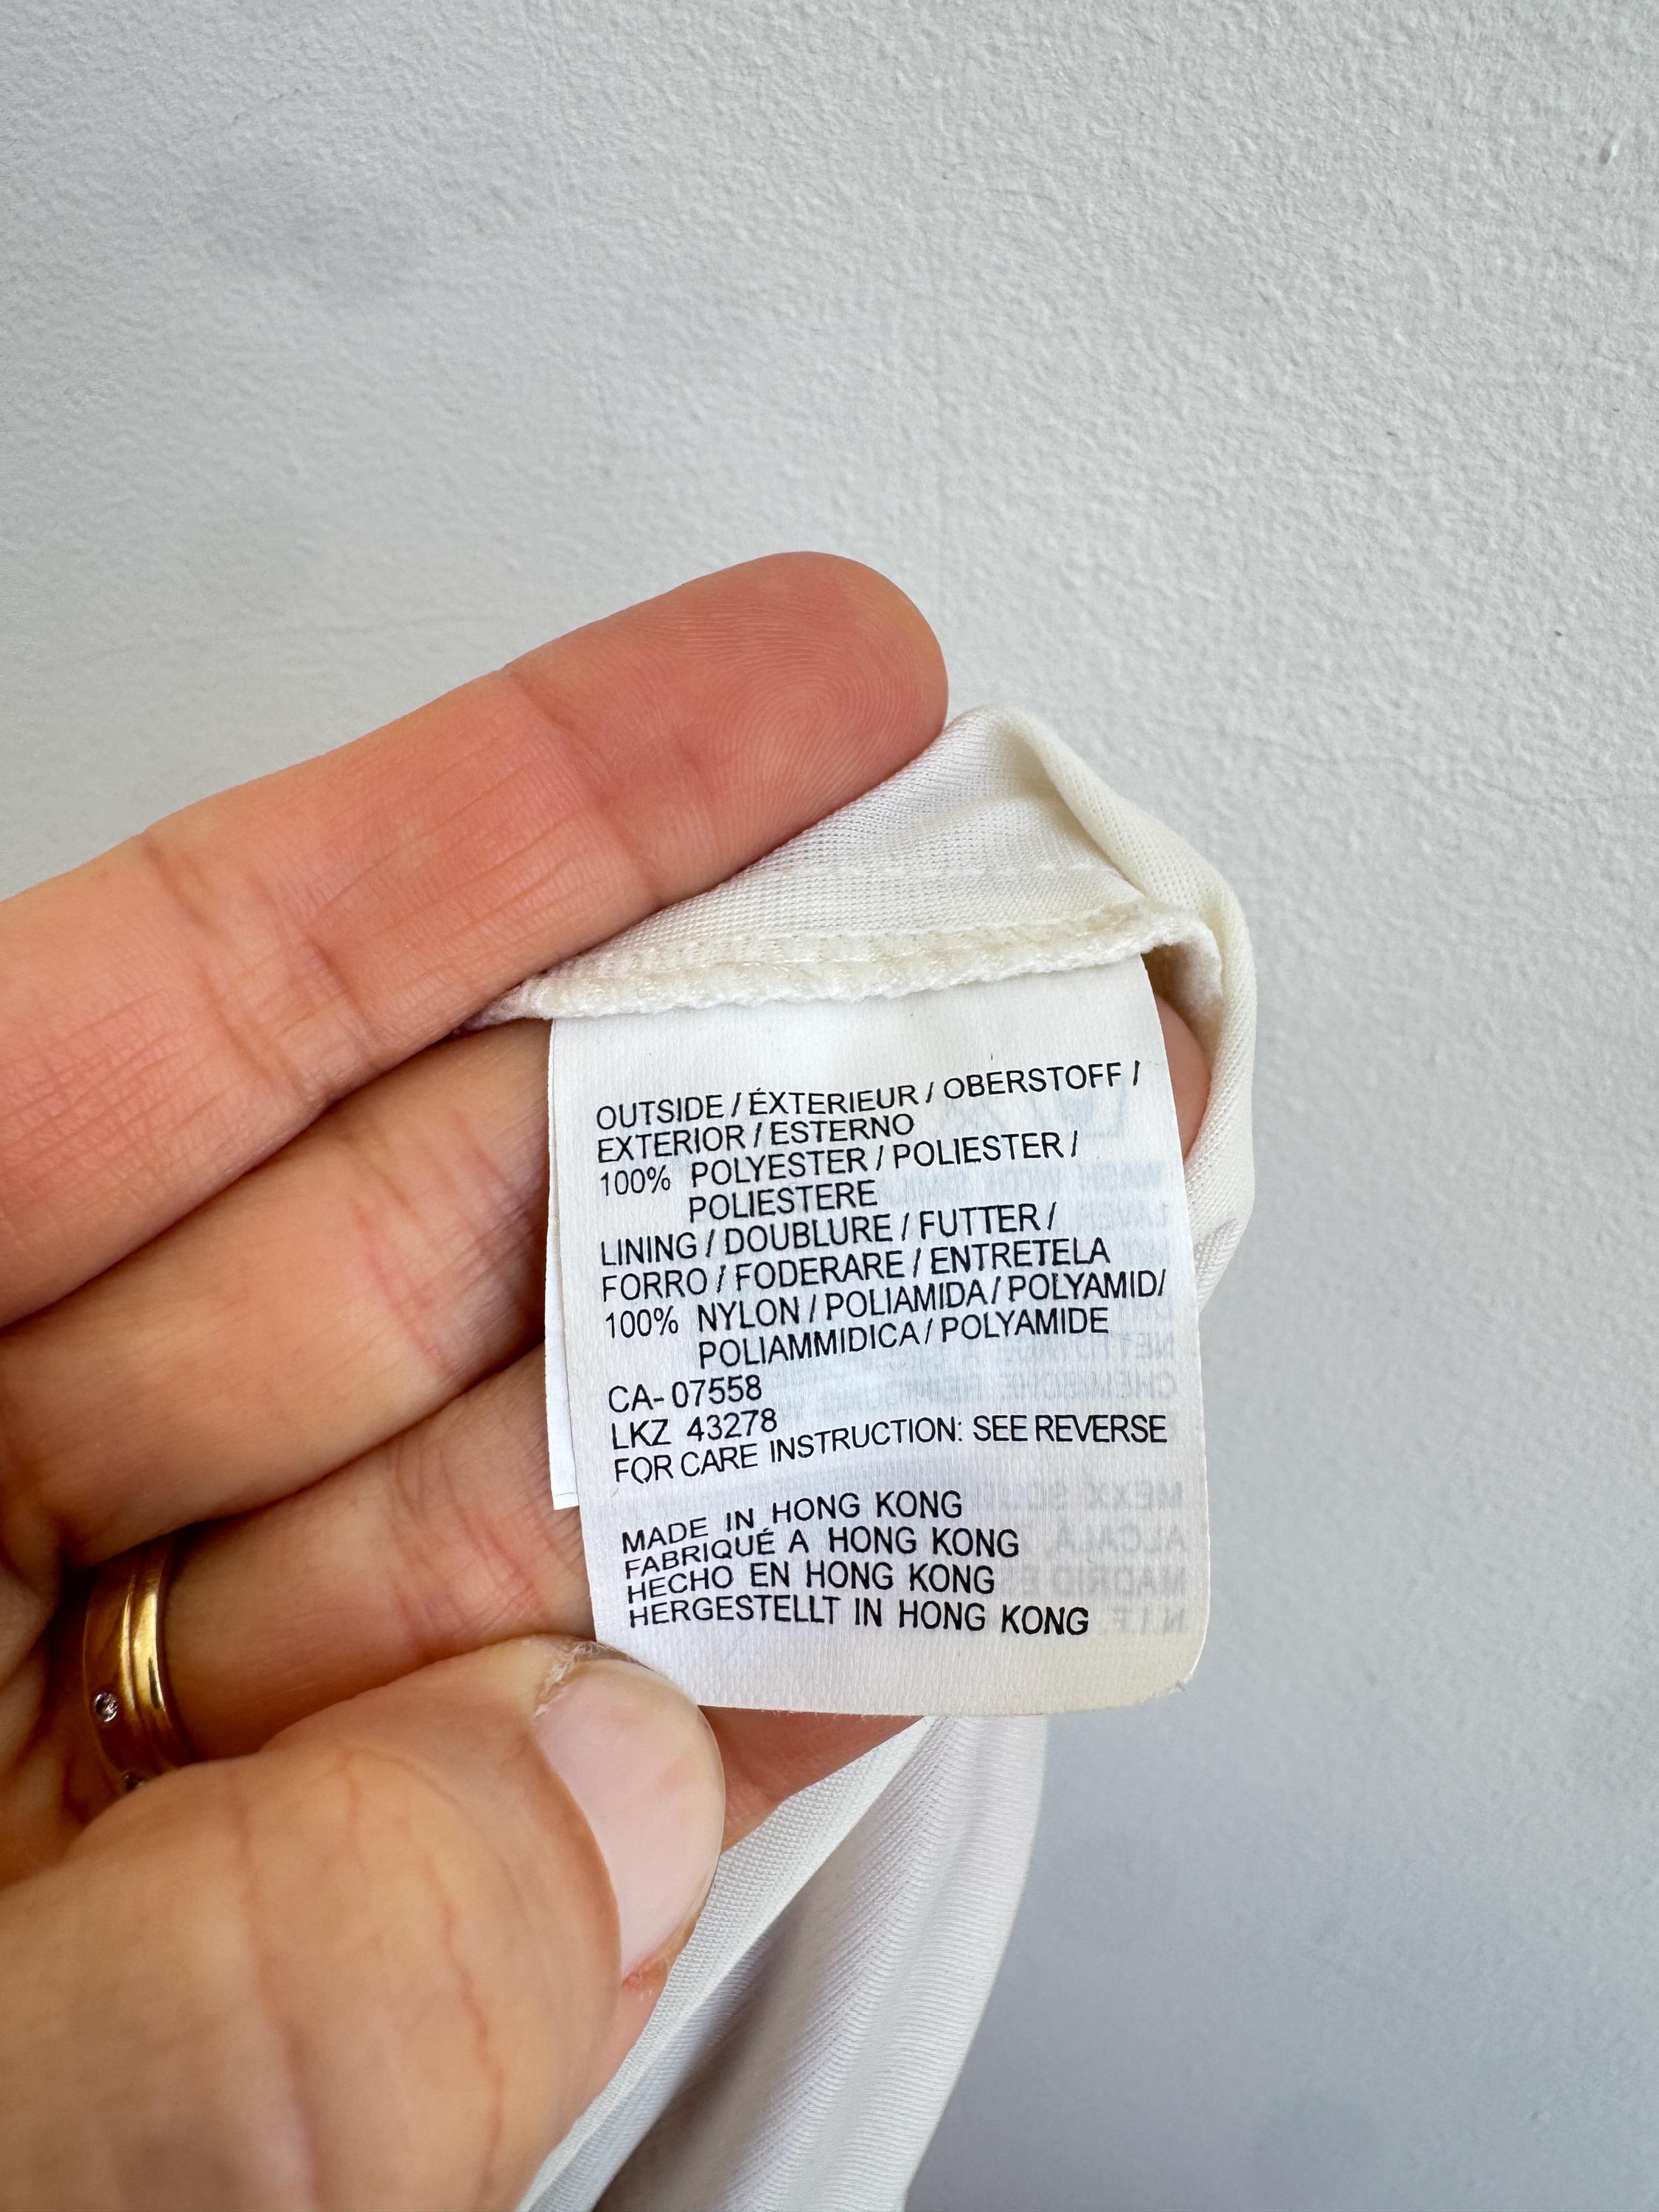 OUTSIDE / ÉXTERIEUR / OBERSTOFF /
EXTERIOR / ESTERNO
100% POLYESTER / POLIESTER /
POLIESTERE
LINING / DOUBLURE / FUTTER /
FORRO / FODERARE / ENTRETELA
100% NYLON / POLIAMIDA / POLYAMID/
POLIAMMIDICA / POLYAMIDE
CA-07558
LKZ 43278
FOR CARE INSTRUCTION: SEE REVERSE
MADE IN HONG KONG
FABRIQUÉ A HONG KONG
HECHO EN HONG KONG
HERGESTELLT IN HONG KONG